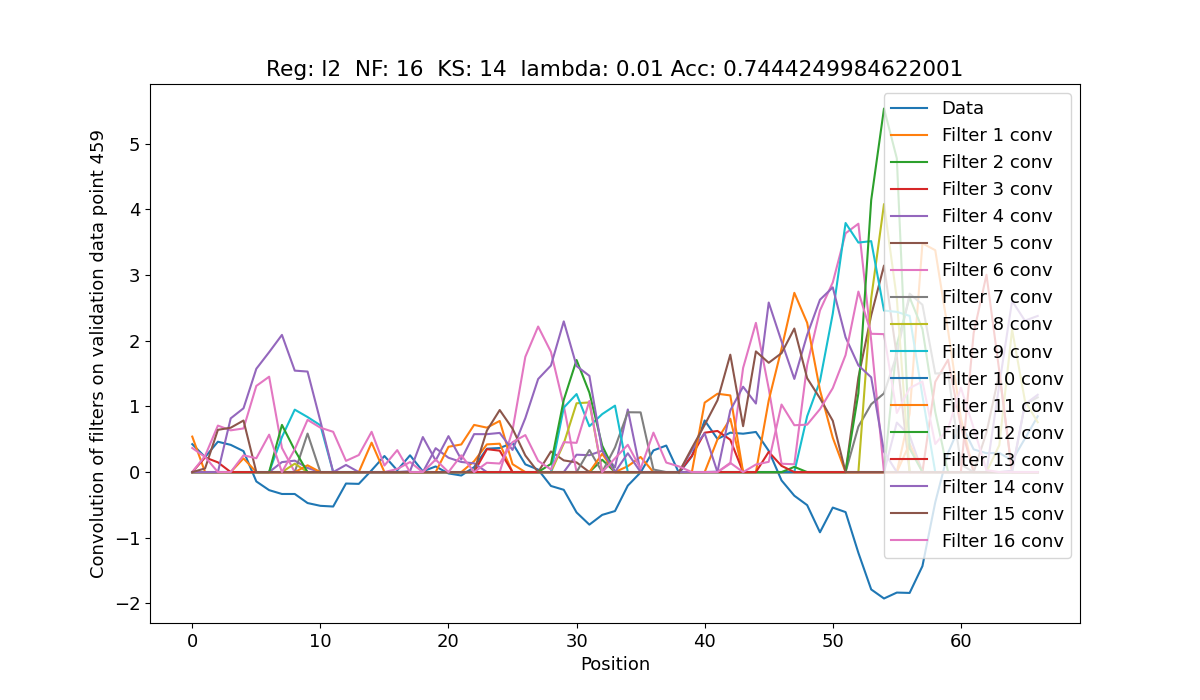 Reg: l2  NF: 16  KS: 14  lambda: 0.01 Acc: 0.7444249984622001
Convolution of filters on validation data point 459
5
4
3
2
1
0
−1
−2
0 10 20 30 40 50 60
Position
Data
Filter 1 conv
Filter 2 conv
Filter 3 conv
Filter 4 conv
Filter 5 conv
Filter 6 conv
Filter 7 conv
Filter 8 conv
Filter 9 conv
Filter 10 conv
Filter 11 conv
Filter 12 conv
Filter 13 conv
Filter 14 conv
Filter 15 conv
Filter 16 conv